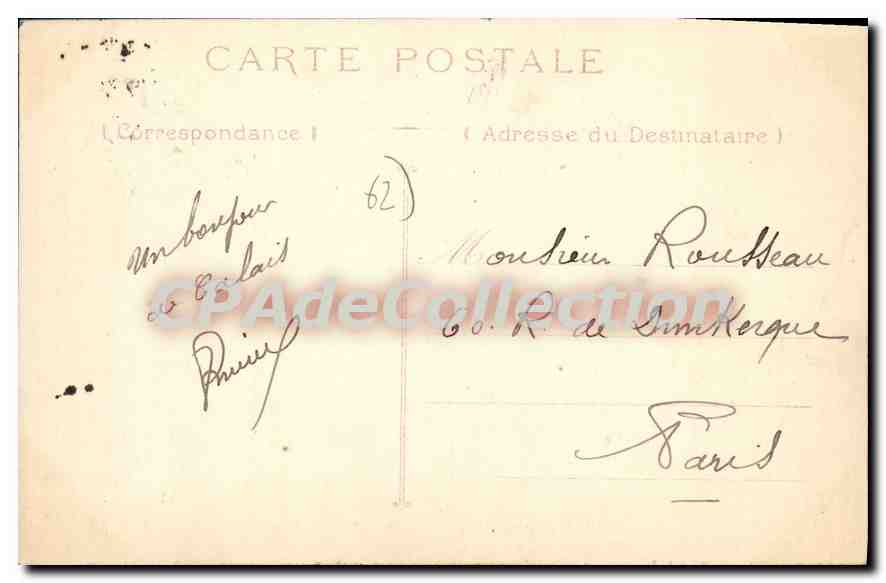 CARTE POSTALE
(Correspondance)
(Adresse du Destinataire)
62)
un bonjour
de Calais
Monsieur Rousseau
60. R de Dunkerque
Paris
CPAdeCollection